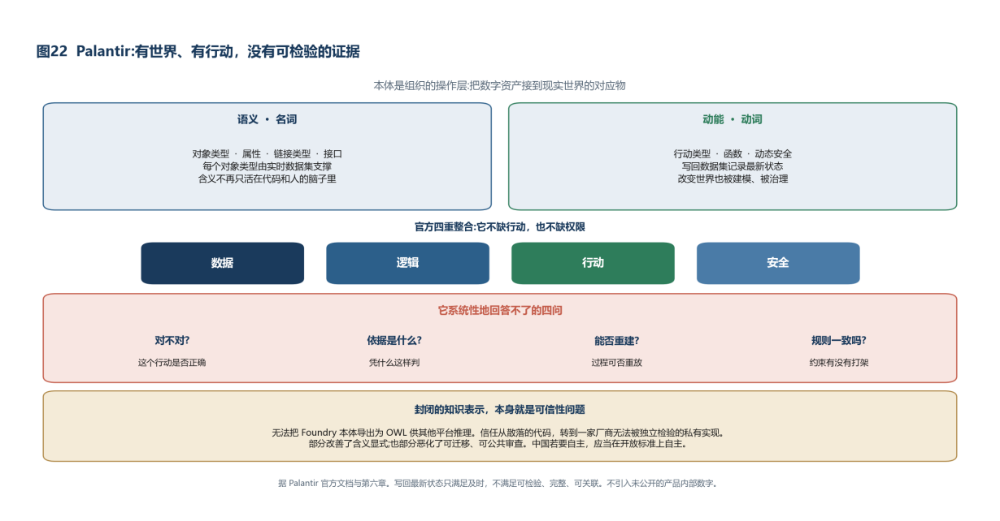 图22 Palantir:有世界、有行动，没有可检验的证据
本体是组织的操作层:把数字资产接到现实世界的对应物
语义 • 名词
对象类型 · 属性 · 链接类型 · 接口
每个对象类型由实时数据集支撑
含义不再只活在代码和人的脑子里
动能 • 动词
行动类型 · 函数 · 动态安全
写回数据集记录最新状态
改变世界也被建模、被治理
官方四重整合:它不缺行动，也不缺权限
数据
逻辑
行动
安全
它系统性地回答不了的四问
对不对?
这个行动是否正确
依据是什么?
凭什么这样判
能否重建?
过程可否重放
规则一致吗?
约束有没有打架
封闭的知识表示，本身就是可信性问题
无法把 Foundry 本体导出为 OWL 供其他平台推理。信任从散落的代码，转到一家厂商无法被独立检验的私有实现。
部分改善了含义显式;也部分恶化了可迁移、可公共审查。中国若要自主，应当在开放标准上自主。
据 Palantir 官方文档与第六章。写回最新状态只满足及时，不满足可检验、完整、可关联。不引入未公开的产品内部数字。